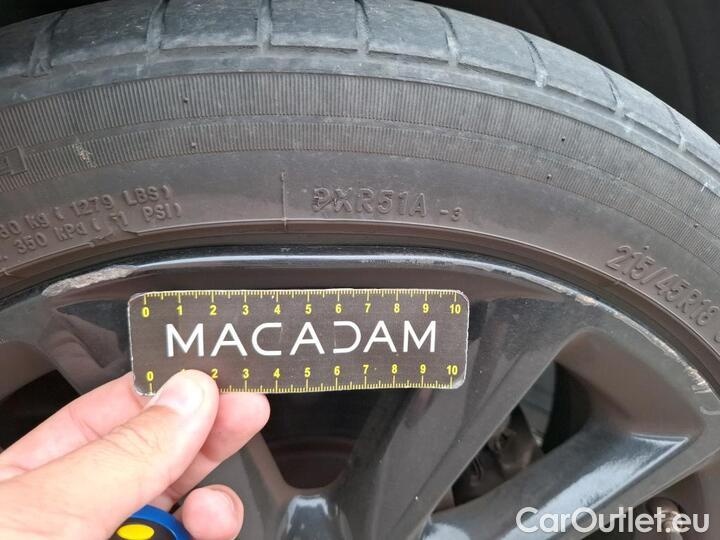 80 kg (1279 LBS)
. 350 kPa (51 PSI)
PXR51A -3
215/45R18
0 1 2 3 4 5 6 7 8 9 10
MACADAM
0 1 2 3 4 5 6 7 8 9 10
CarOutlet.eu